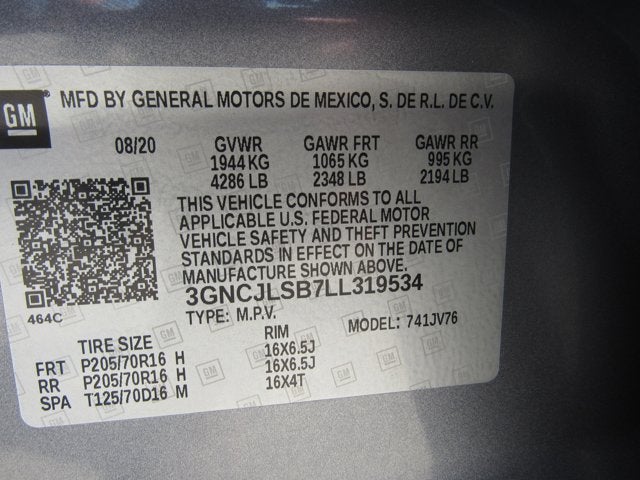 GM
MFD BY GENERAL MOTORS DE MEXICO, S. DE R.L. DE C.V.
08/20 GVWR GAWR FRT GAWR RR
1944 KG 1065 KG 995 KG
4286 LB 2348 LB 2194 LB
THIS VEHICLE CONFORMS TO ALL
APPLICABLE U.S. FEDERAL MOTOR
VEHICLE SAFETY AND THEFT PREVENTION
STANDARDS IN EFFECT ON THE DATE OF
MANUFACTURE SHOWN ABOVE.
3GNCJLSB7LL319534
464C
TYPE: M.P.V. MODEL: 741JV76
TIRE SIZE RIM
FRT P205/70R16 H 16X6.5J
RR P205/70R16 H 16X6.5J
SPA T125/70D16 M 16X4T